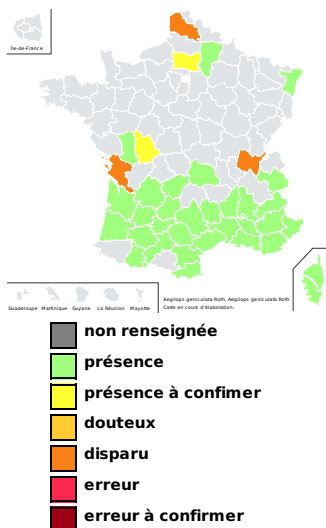 Île-de-France
Guadeloupe Martinique Guyane La Réunion Mayotte
Aegilops geniculata Roth, Aegilops geniculata Roth
Carte en cours d'élaboration.
non renseignée
présence
présence à confimer
douteux
disparu
erreur
erreur à confirmer